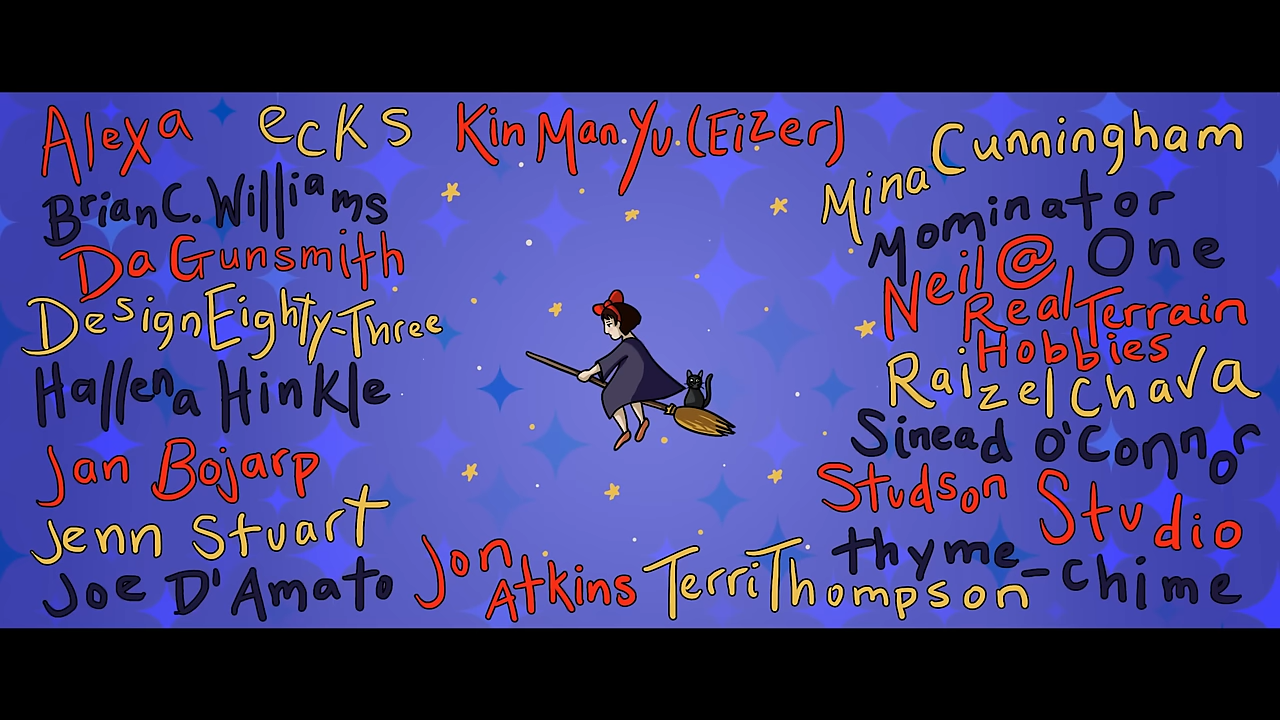 Alexa
ecks
Kin Man Yu (Eizer)
Mina Cunningham
Brian C. Williams
Mominator One
Da Gunsmith
Neil @
Real Terrain
Hobbies
Design Eighty-Three
Raizel Chava
Hallena Hinkle
Sinead O'Connor
Jan Bojarp
Studson Studio
Jenn Stuart
thyme-chime
Joe D'Amato
Jon
Atkins
Terri Thompson